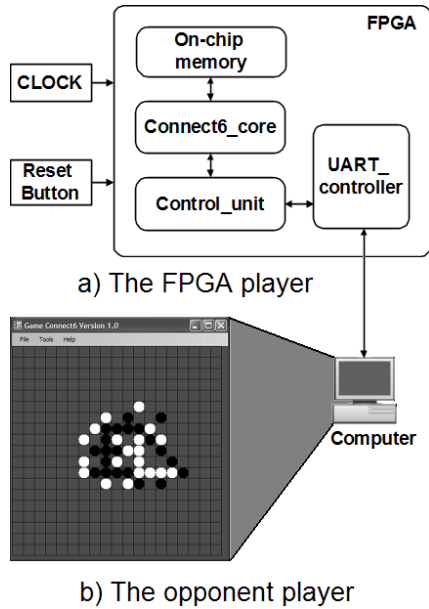 FPGA
On-chip
memory
CLOCK
Connect6_core
Reset
Button
UART_
controller
Control_unit
a) The FPGA player
Game Connect6 Version 1.0
File Tools Help
Computer
b) The opponent player